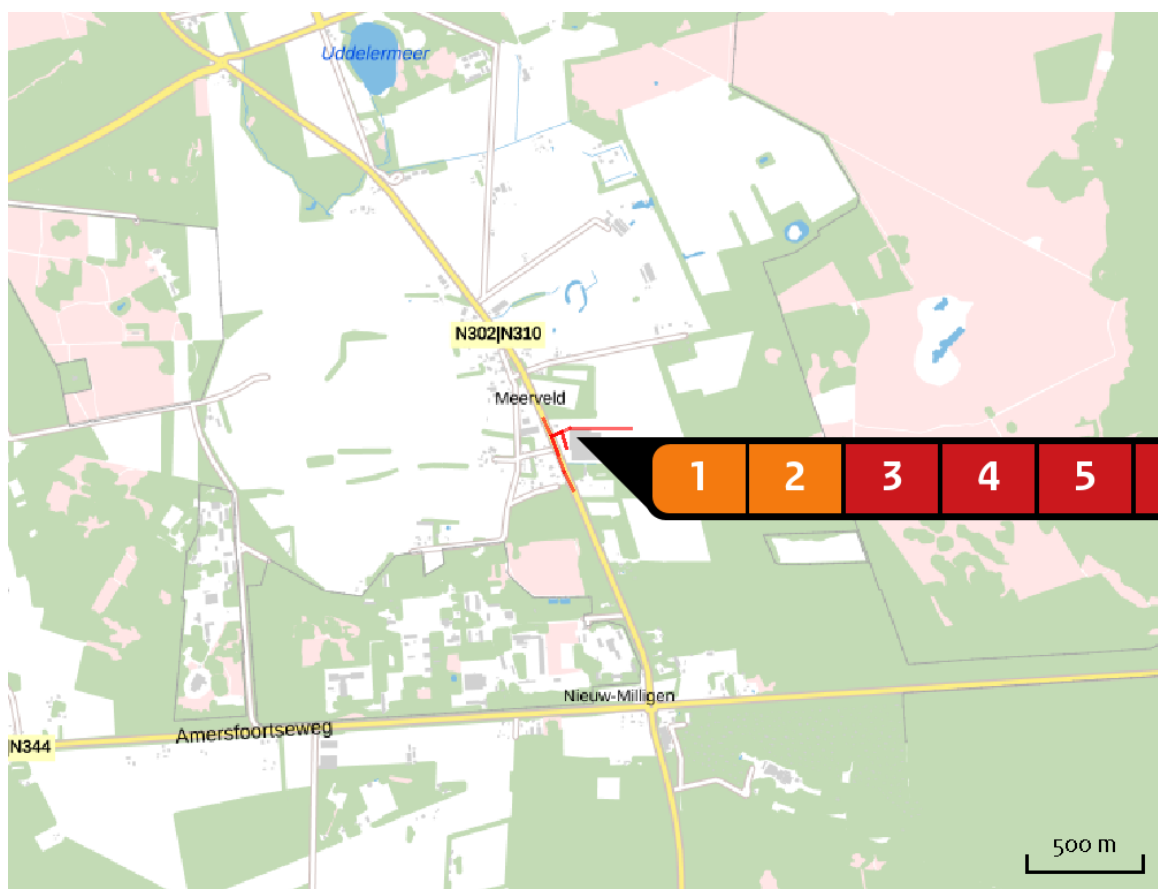 Uddelermeer
N302|N310
Meerveld
1 2 3 4 5
Nieuw-Milligen
Amersfoortseweg
N344
500 m